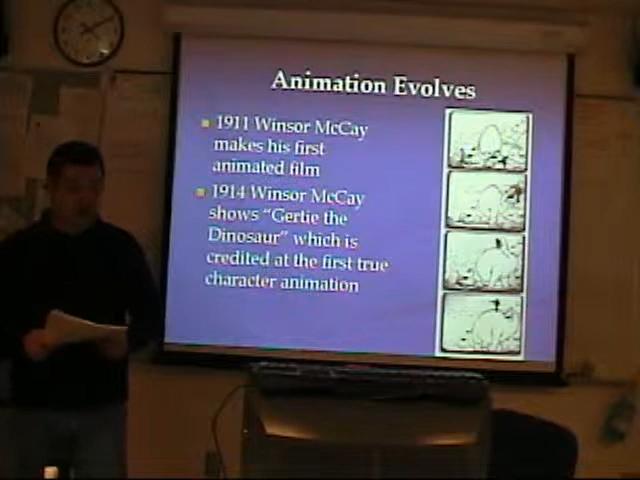 Animation Evolves
1911 Winsor McCay
makes his first
animated film
1914 Winsor McCay
shows "Gertie the
Dinosaur" which is
credited at the first true
character animation